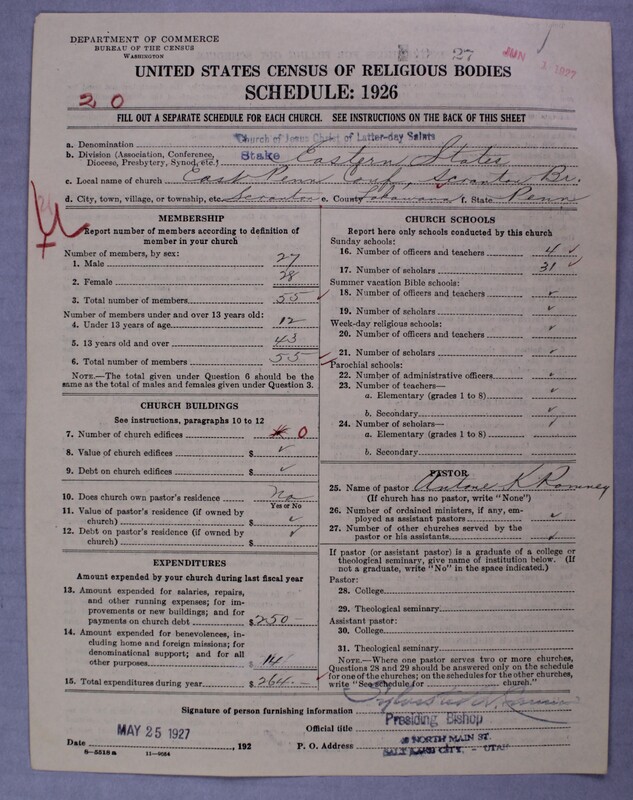 DEPARTMENT OF COMMERCE
BUREAU OF THE CENSUS
WASHINGTON
27
JUN 1 1927
UNITED STATES CENSUS OF RELIGIOUS BODIES
SCHEDULE: 1926
20
FILL OUT A SEPARATE SCHEDULE FOR EACH CHURCH. SEE INSTRUCTIONS ON THE BACK OF THIS SHEET
a. Denomination Church of Jesus Christ of Latter-day Saints
b. Division (Association, Conference, Diocese, Presbytery, Synod, etc.) Stake Eastern States
c. Local name of church East Penn Conf, Scranton Br.
d. City, town, village, or township, etc. Scranton e. County Lakawana f. State Penn
MEMBERSHIP
Report number of members according to definition of member in your church
Number of members, by sex:
1. Male 27
2. Female 28
3. Total number of members 55
Number of members under and over 13 years old:
4. Under 13 years of age 12
5. 13 years old and over 43
6. Total number of members 55
NOTE.—The total given under Question 6 should be the same as the total of males and females given under Question 3.
CHURCH BUILDINGS
See instructions, paragraphs 10 to 12
7. Number of church edifices 0
8. Value of church edifices $ ✓
9. Debt on church edifices $ ✓
10. Does church own pastor's residence No
Yes or No
11. Value of pastor's residence (if owned by church) $ ✓
12. Debt on pastor's residence (if owned by church) $ ✓
EXPENDITURES
Amount expended by your church during last fiscal year
13. Amount expended for salaries, repairs, and other running expenses; for improvements or new buildings; and for payments on church debt $ 250 –
14. Amount expended for benevolences, including home and foreign missions; for denominational support; and for all other purposes $ 14
15. Total expenditures during year $ 264 –
CHURCH SCHOOLS
Report here only schools conducted by this church
Sunday schools:
16. Number of officers and teachers 4 ✓
17. Number of scholars 31 ✓
Summer vacation Bible schools:
18. Number of officers and teachers ✓
19. Number of scholars ✓
Week-day religious schools:
20. Number of officers and teachers ✓
21. Number of scholars ✓
Parochial schools:
22. Number of administrative officers ✓
23. Number of teachers—
a. Elementary (grades 1 to 8) ✓
b. Secondary ✓
24. Number of scholars— ✓
a. Elementary (grades 1 to 8)
b. Secondary
PASTOR
25. Name of pastor Antone K Romney
(If church has no pastor, write "None")
26. Number of ordained ministers, if any, employed as assistant pastors ✓
27. Number of other churches served by the pastor or his assistants ✓
If pastor (or assistant pastor) is a graduate of a college or theological seminary, give name of institution below. (If not a graduate, write "No" in the space indicated.)
Pastor:
28. College
29. Theological seminary
Assistant pastor:
30. College
31. Theological seminary
NOTE.—Where one pastor serves two or more churches, Questions 28 and 29 should be answered only on the schedule for one of the churches; on the schedules for the other churches, write "See schedule for church."
Signature of person furnishing information Sylvester
Official title Presiding Bishop
Date MAY 25 1927, 192 P. O. Address NORTH MAIN ST.
SALT LAKE CITY, - UTAH
8—5518a 11—9064